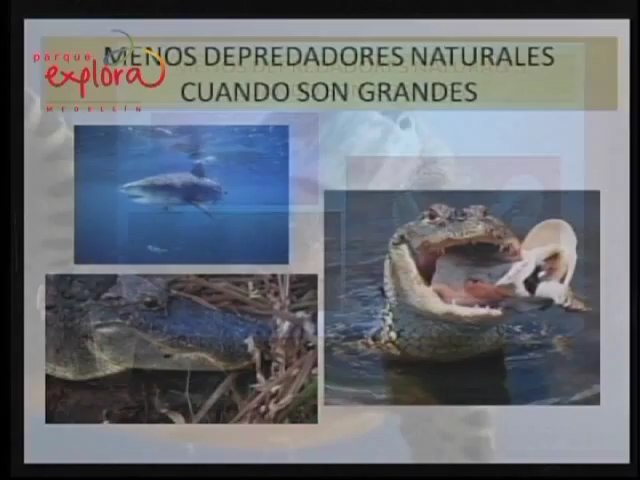 MENOS DEPREDADORES NATURALES
CUANDO SON GRANDES
parque
explora
MEDELLÍN